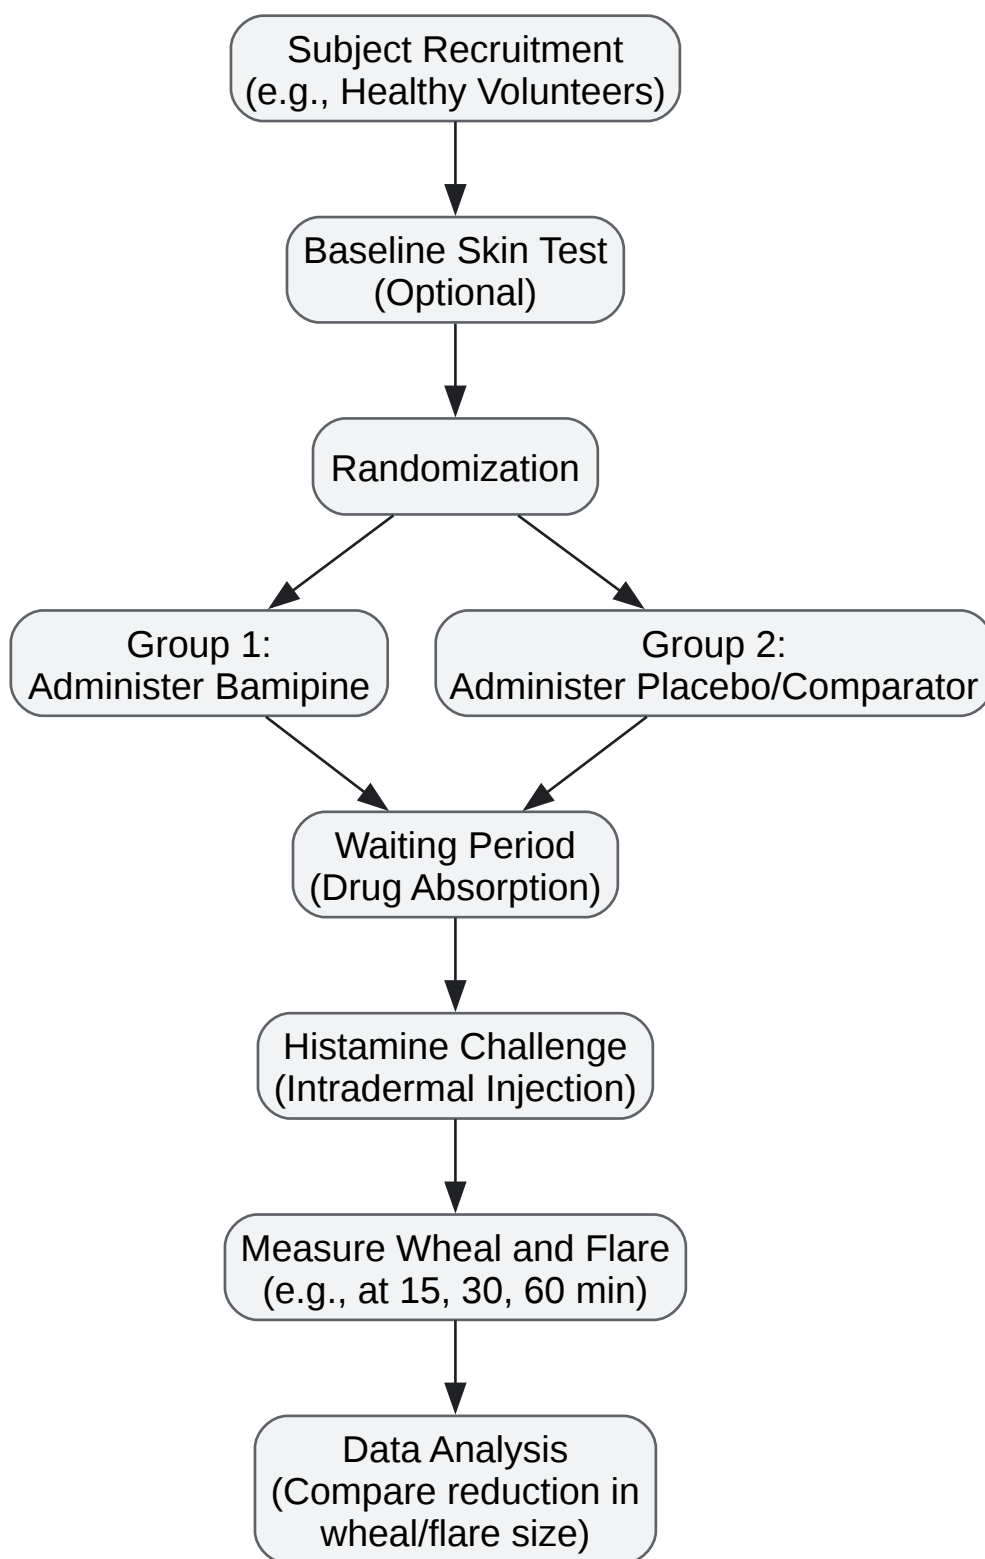 Subject Recruitment
(e.g., Healthy Volunteers)
Baseline Skin Test
(Optional)
Randomization
Group 1:
Administer Bamipine
Group 2:
Administer Placebo/Comparator
Waiting Period
(Drug Absorption)
Histamine Challenge
(Intradermal Injection)
Measure Wheal and Flare
(e.g., at 15, 30, 60 min)
Data Analysis
(Compare reduction in
wheal/flare size)